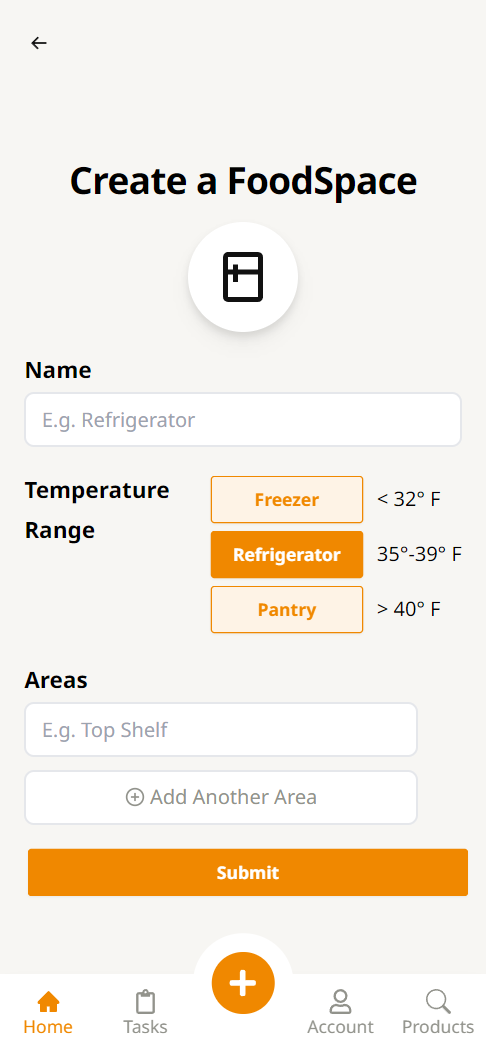 Create a FoodSpace
Name
E.g. Refrigerator
Temperature
Range
Freezer < 32° F
Refrigerator 35°-39° F
Pantry > 40° F
Areas
E.g. Top Shelf
Add Another Area
Submit
Home Tasks Account Products